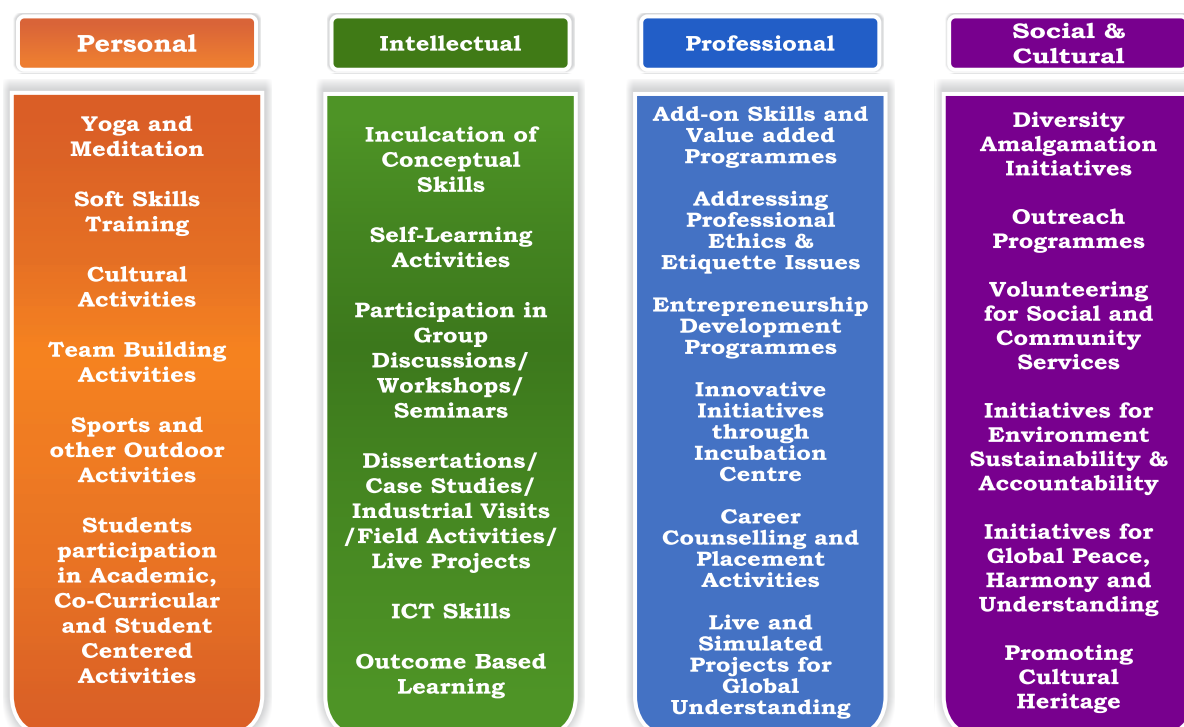 Personal
Yoga and
Meditation
Soft Skills
Training
Cultural
Activities
Team Building
Activities
Sports and
other Outdoor
Activities
Students
participation
in Academic,
Co-Curricular
and Student
Centered
Activities
Intellectual
Inculcation of
Conceptual
Skills
Self-Learning
Activities
Participation in
Group
Discussions/
Workshops/
Seminars
Dissertations/
Case Studies/
Industrial Visits
/Field Activities/
Live Projects
ICT Skills
Outcome Based
Learning
Professional
Add-on Skills and
Value added
Programmes
Addressing
Professional
Ethics &
Etiquette Issues
Entrepreneurship
Development
Programmes
Innovative
Initiatives
through
Incubation
Centre
Career
Counselling and
Placement
Activities
Live and
Simulated
Projects for
Global
Understanding
Social &
Cultural
Diversity
Amalgamation
Initiatives
Outreach
Programmes
Volunteering
for Social and
Community
Services
Initiatives for
Environment
Sustainability &
Accountability
Initiatives for
Global Peace,
Harmony and
Understanding
Promoting
Cultural
Heritage